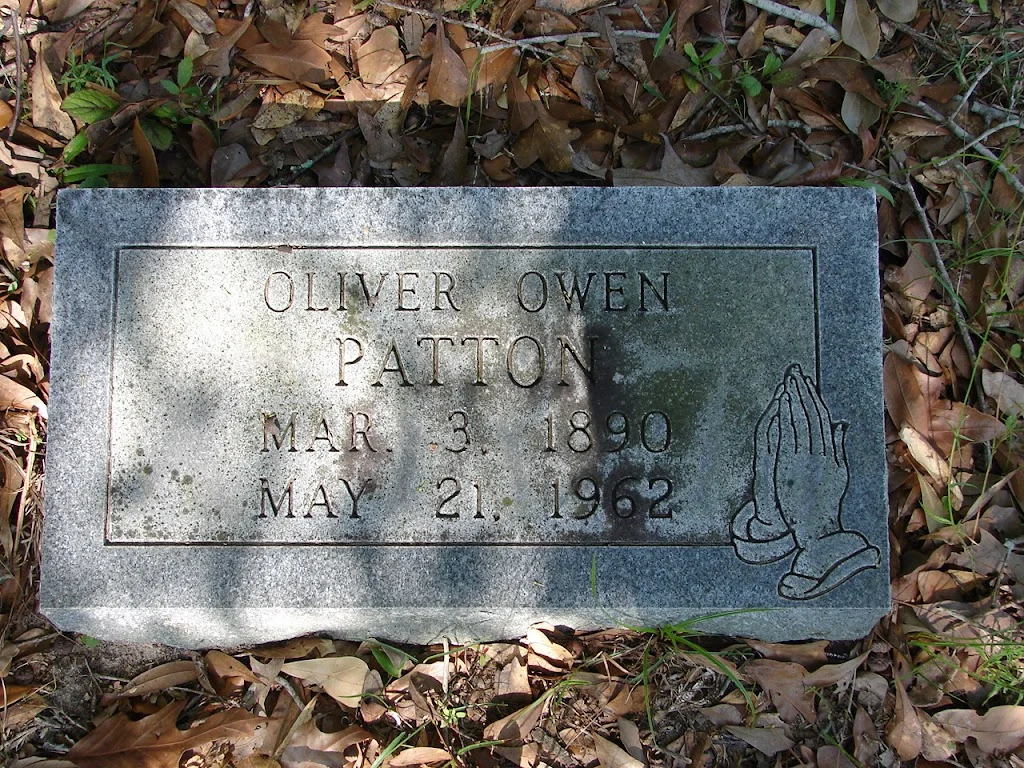 OLIVER OWEN
PATTON
MAR. 3, 1890
MAY 21, 1962